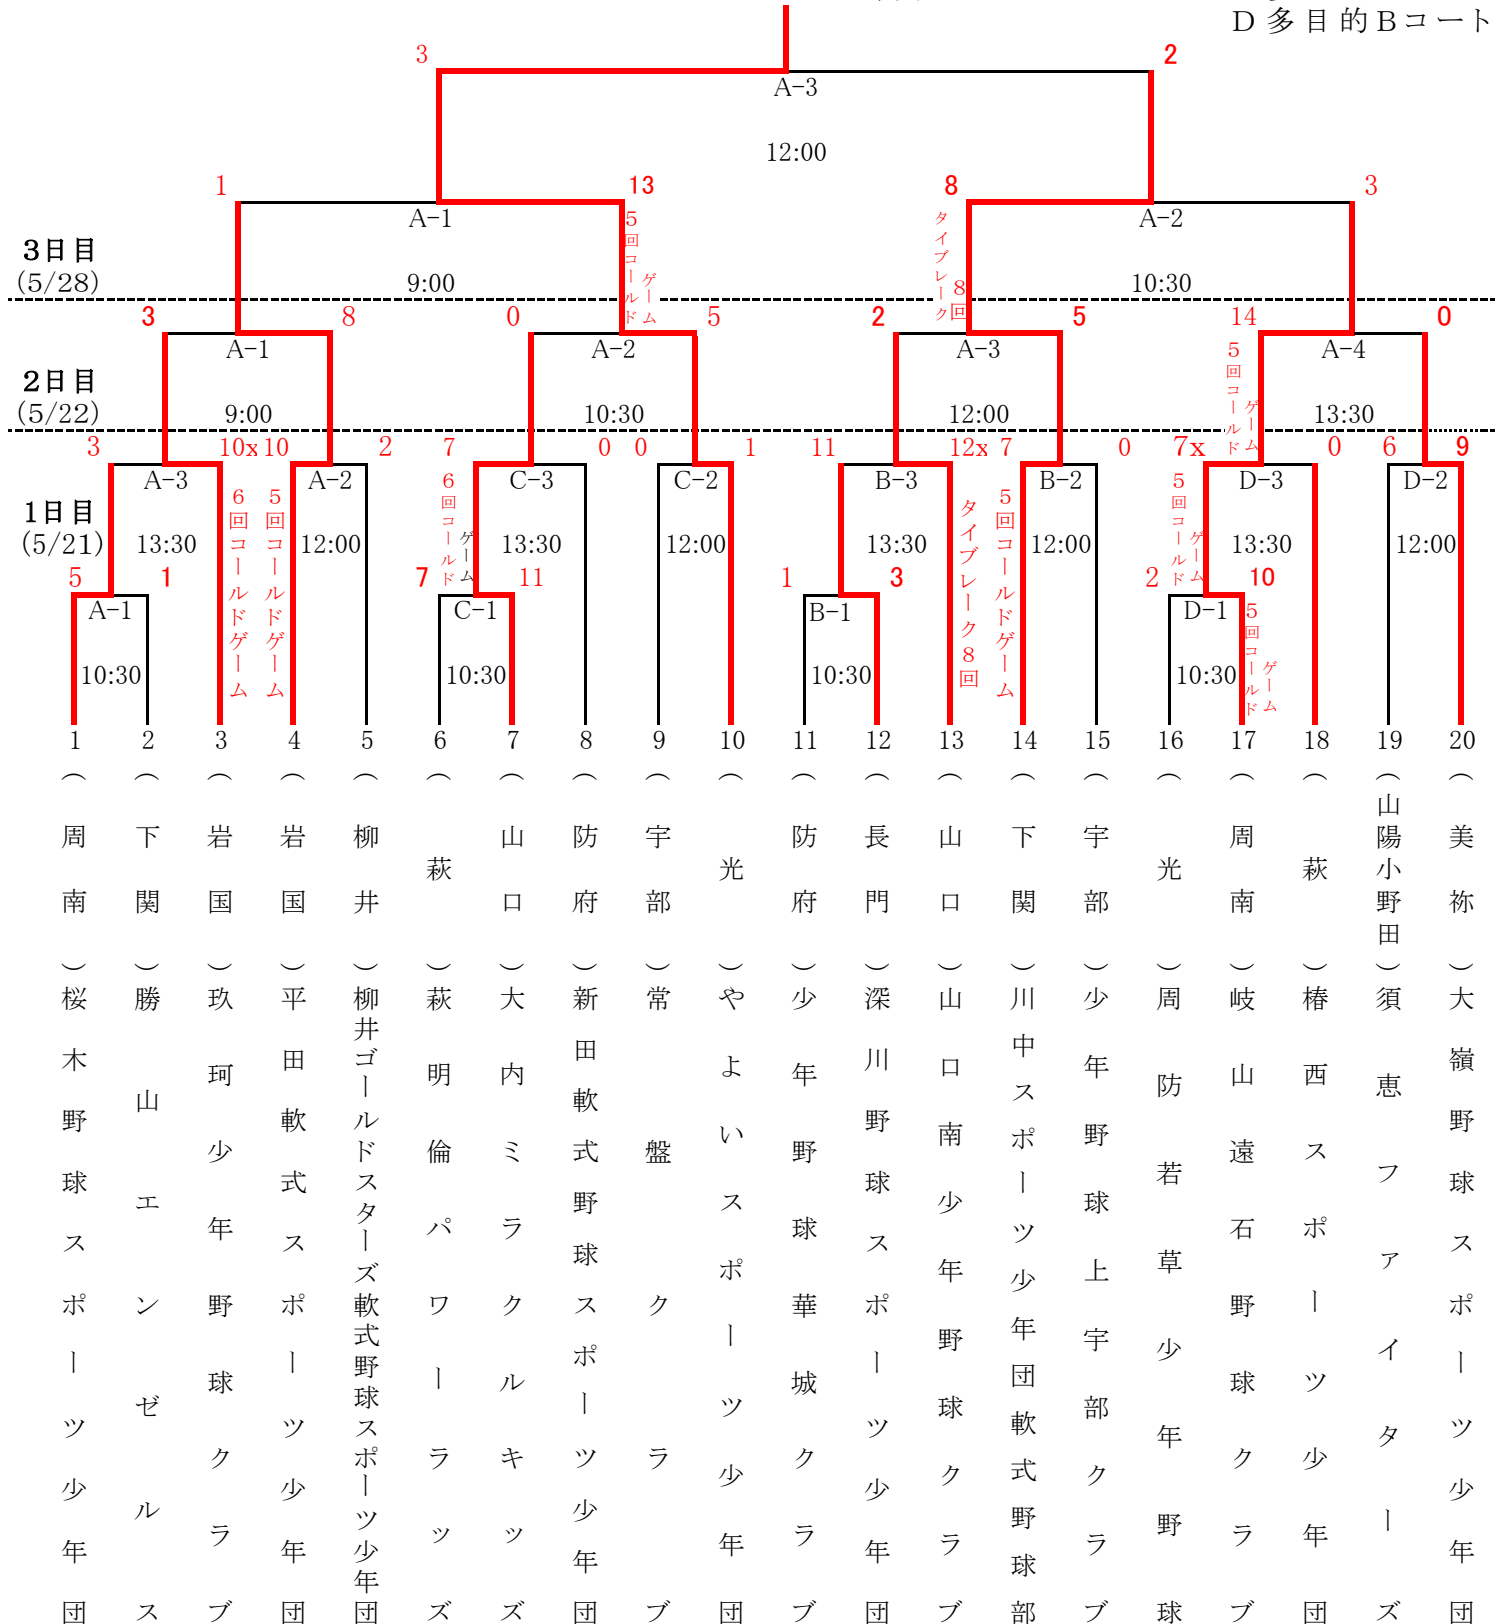 D 多目的Bコート
3 2
A-3
12:00
1 13 8 3
A-1 A-2
5回コールドゲーム
タイブレーク8回
3日目
(5/28)
9:00 10:30
3 8 0 5 2 5 14 0
A-1 A-2 A-3 A-4
5回コールドゲーム
2日目
(5/22)
9:00 10:30 12:00 13:30
3 10x 10 2 7 0 0 1 11 12x 7 0 7x 0 6 9
A-3 A-2 C-3 C-2 B-3 B-2 D-3 D-2
6回コールドゲーム
5回コールドゲーム
6回コールドゲーム
タイブレーク8回
5回コールドゲーム
5回コールドゲーム
1日目
(5/21)
13:30 12:00 13:30 12:00 13:30 12:00 13:30 12:00
5 1 7 11 1 3 2 10
A-1 C-1 B-1 D-1
5回コールドゲーム
10:30 10:30 10:30 10:30
1 2 3 4 5 6 7 8 9 10 11 12 13 14 15 16 17 18 19 20
(周南)桜木野球スポーツ少年団
(下関)勝山エンゼルス
(岩国)玖珂少年野球クラブ
(岩国)平田軟式スポーツ少年団
(柳井)柳井ゴールドスターズ軟式野球スポーツ少年団
(萩)萩明倫パワーラッズ
(山口)大内ミラクルキッズ
(防府)新田軟式野球スポーツ少年団
(宇部)常盤クラブ
(光)やよいスポーツ少年団
(防府)少年野球華城クラブ
(長門)深川野球スポーツ少年団
(山口)山口南少年野球クラブ
(下関)川中スポーツ少年団軟式野球部
(宇部)少年野球上宇部クラブ
(光)周防若草少年野球
(周南)岐山遠石野球クラブ
(萩)椿西スポーツ少年団
(山陽小野田)須恵ファイターズ
(美祢)大嶺野球スポーツ少年団